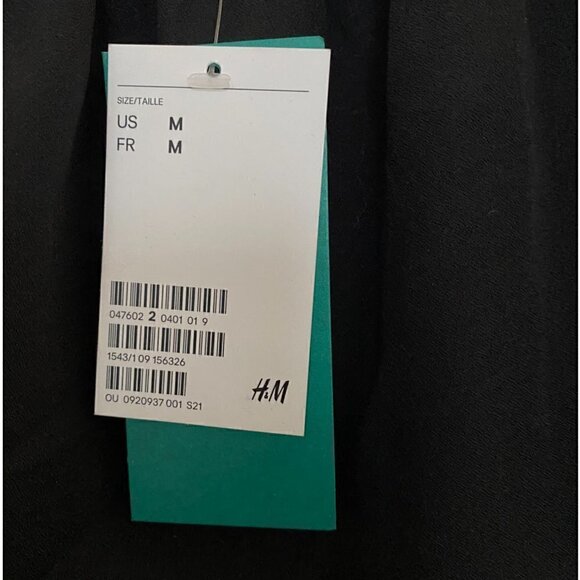 SIZE/TAILLE
US M
FR M
047602 2 0401 01 9
1543/1 09 156326
OU 0920937 001 S21
H&M